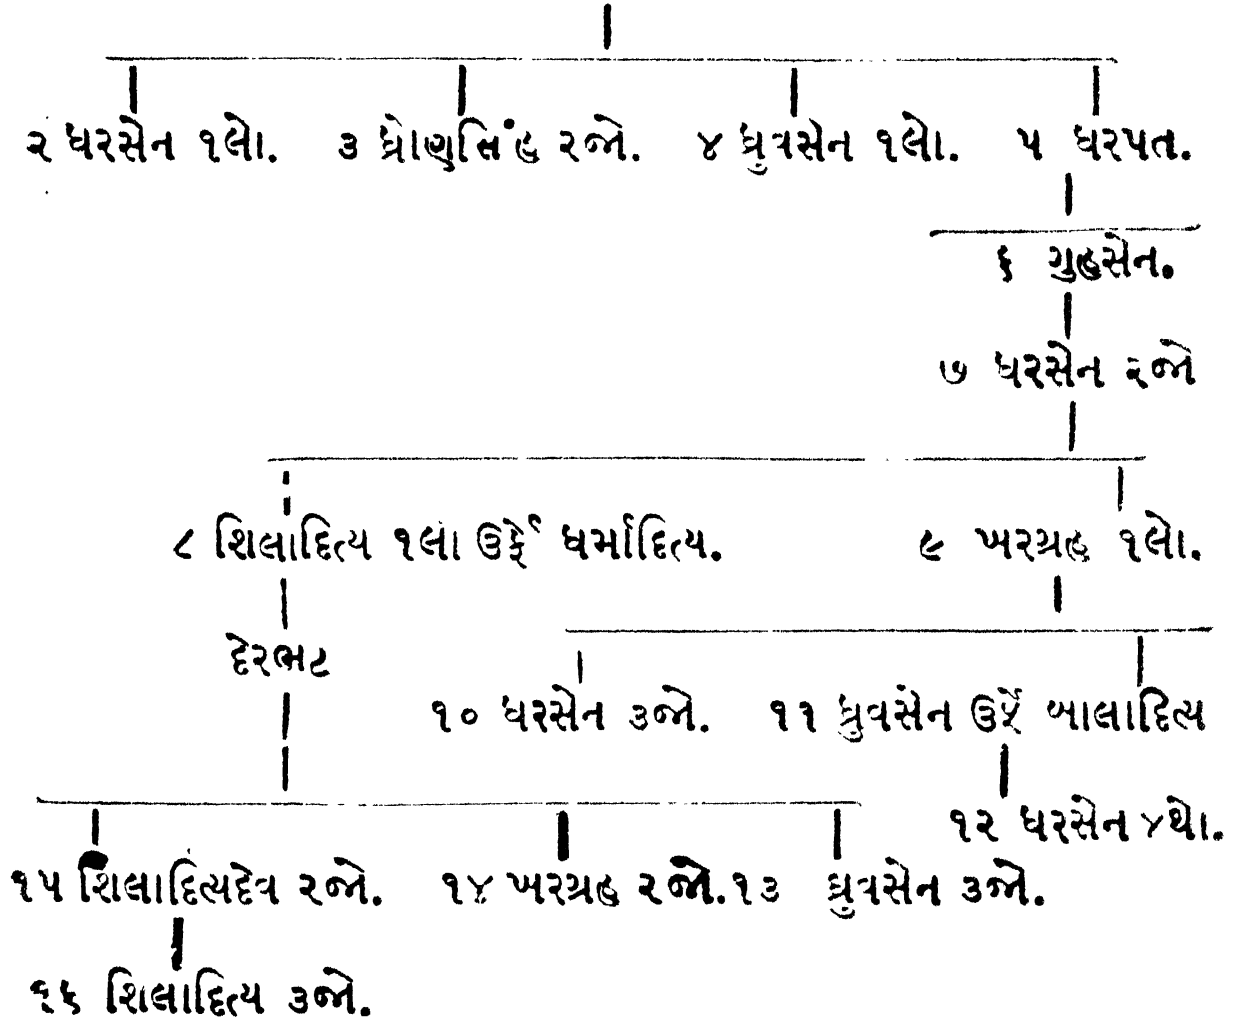 ૨ ધરસેન ૧લો. ૩ ધ્રોણસિંહ ૨જો. ૪ ધ્રુવસેન ૧લો. ૫ ધરપત.
૬ ગુહસેન.
૭ ધરસેન ૨જો
૮ શિલાદિત્ય ૧લા ઉર્ફે ધર્માદિત્ય. ૯ ખરગ્રહ ૧લો.
દેરભટ
૧૦ ધરસેન ૩જો. ૧૧ ધ્રુવસેન ઉર્ફે બાલાદિત્ય
૧૨ ધરસેન ૪થો.
૧૫ શિલાદિત્યદેવ ૨જો. ૧૪ ખરગ્રહ ૨જો. ૧૩ ધ્રુવસેન ૩જો.
૧૬ શિલાદિત્ય ૩જો.